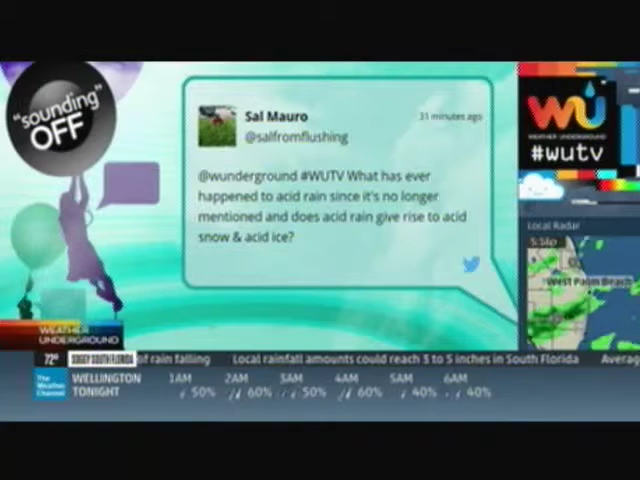 "sounding"
OFF
Sal Mauro
31 minutes ago
@salfromflushing
@wunderground #WUTV What has ever
happened to acid rain since it's no longer
mentioned and does acid rain give rise to acid
snow & acid ice?
WU
WEATHER UNDERGROUND
#wutv
Local Radar
5:51p
West Palm Beach
WEATHER
UNDERGROUND
72° SOGGY SOUTH FLORIDA of rain falling Local rainfall amounts could reach 3 to 5 inches in South Florida Averag
The
Weather
Channel
WELLINGTON 1AM 2AM 3AM 4AM 5AM 6AM
TONIGHT 50% 60% 50% 60% 40% 40%